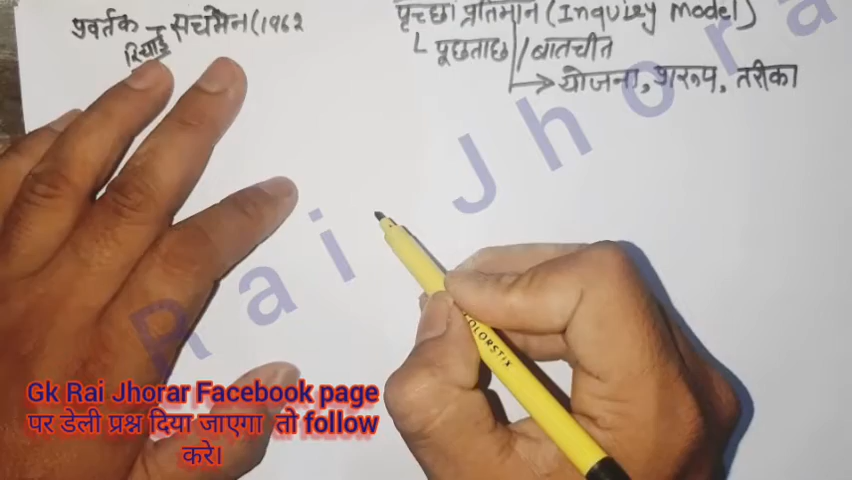 प्रवर्तक - सचमैन (1962
रिचार्ड
पृच्छा प्रतिमान (Inquiry Model)
पूछताछ / बातचीत
योजना, प्रारूप, तरीका
Rai Jhora
COLORSTIX
Gk Rai Jhorar Facebook page
पर डेली प्रश्न दिया जाएगा तो follow
करे।